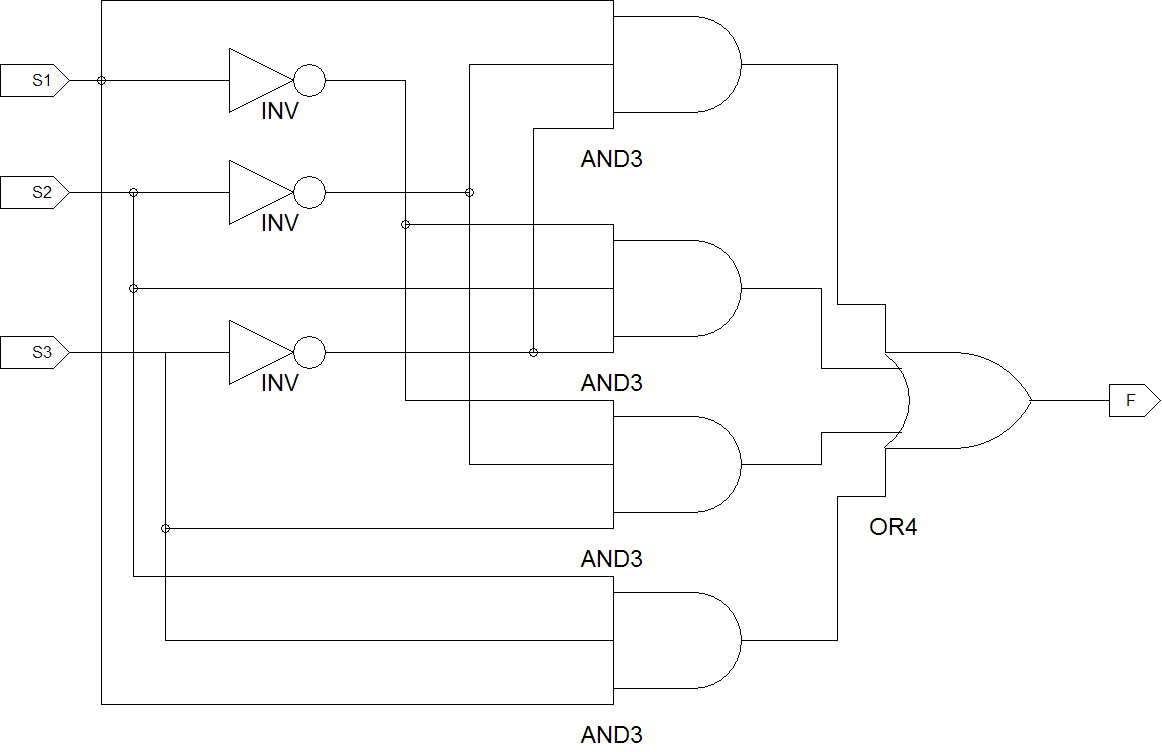 S1
INV
AND3
S2
INV
S3
INV
AND3
F
OR4
AND3
AND3